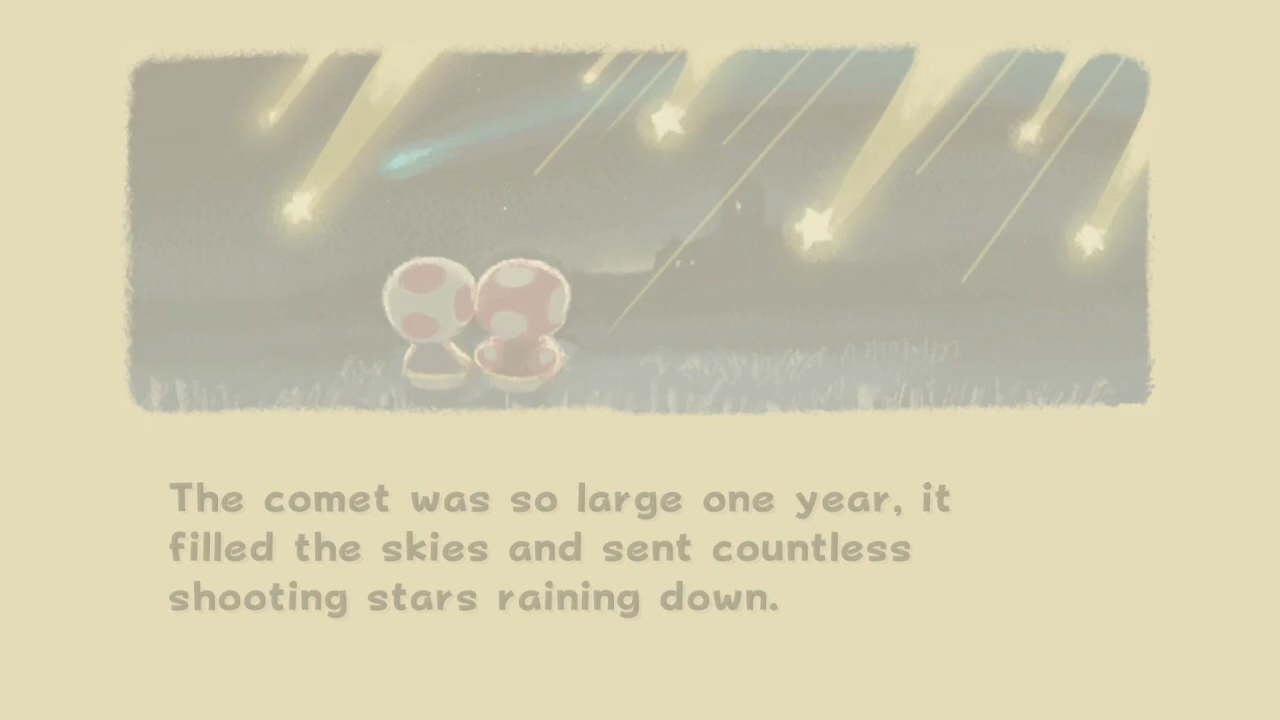 The comet was so large one year, it
filled the skies and sent countless
shooting stars raining down.